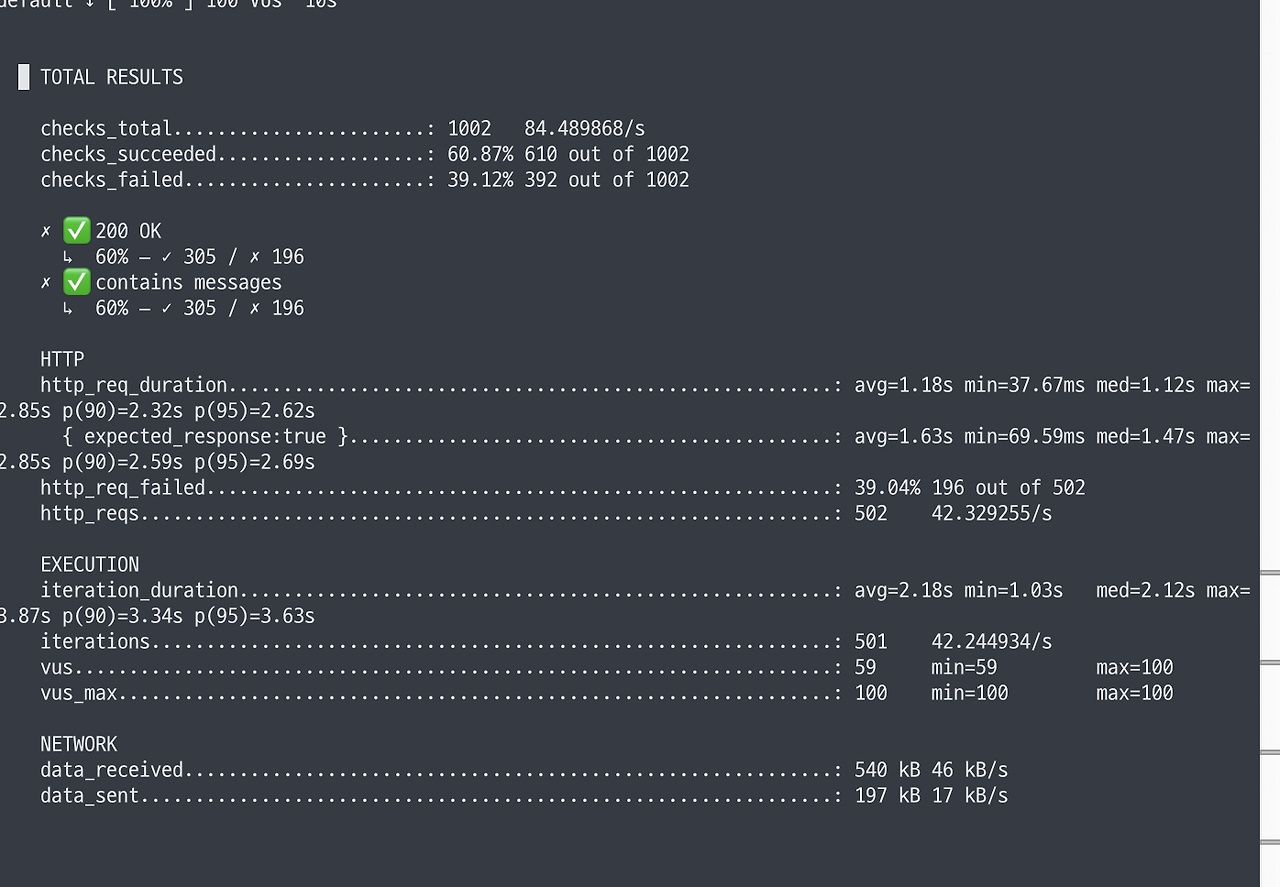 default ↓ [ 100% ] 100 VUs  10s
█ TOTAL RESULTS
checks_total.......................: 1002   84.489868/s
checks_succeeded...................: 60.87% 610 out of 1002
checks_failed......................: 39.12% 392 out of 1002
✗ ✅ 200 OK
↳  60% — ✓ 305 / ✗ 196
✗ ✅ contains messages
↳  60% — ✓ 305 / ✗ 196
HTTP
http_req_duration.......................................................: avg=1.18s min=37.67ms med=1.12s max=
2.85s p(90)=2.32s p(95)=2.62s
{ expected_response:true }............................................: avg=1.63s min=69.59ms med=1.47s max=
2.85s p(90)=2.59s p(95)=2.69s
http_req_failed.........................................................: 39.04% 196 out of 502
http_reqs...............................................................: 502    42.329255/s
EXECUTION
iteration_duration......................................................: avg=2.18s min=1.03s   med=2.12s max=
3.87s p(90)=3.34s p(95)=3.63s
iterations..............................................................: 501    42.244934/s
vus.....................................................................: 59     min=59         max=100
vus_max.................................................................: 100    min=100        max=100
NETWORK
data_received...........................................................: 540 kB 46 kB/s
data_sent...............................................................: 197 kB 17 kB/s